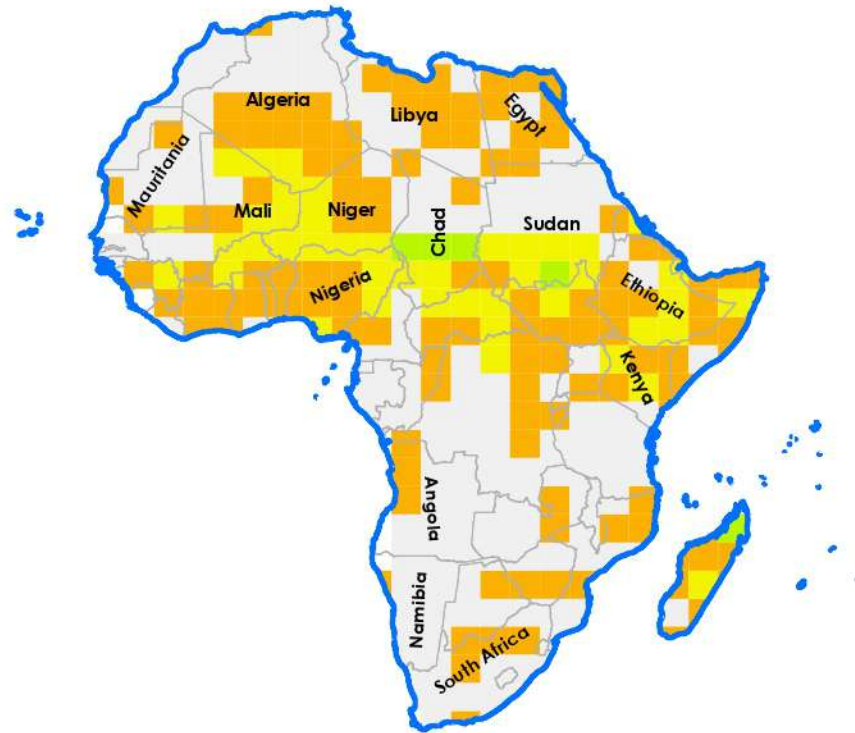 Algeria
Libya
Egypt
Mauritania
Mali
Niger
Chad
Sudan
Nigeria
Ethiopia
Kenya
Angola
Namibia
South Africa